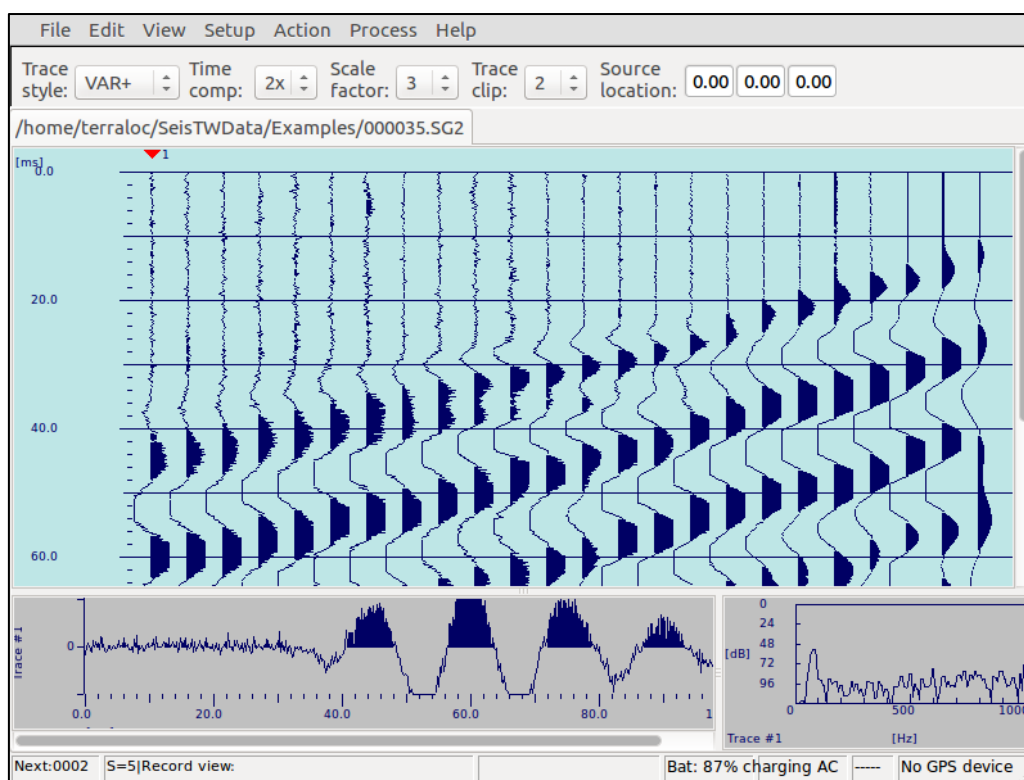 File Edit View Setup Action Process Help
Trace style: VAR+ Time comp: 2x Scale factor: 3 Trace clip: 2 Source location: 0.00 0.00 0.00
/home/terraloc/SeisTWData/Examples/000035.SG2
[ms]
1
0.0
20.0
40.0
60.0
Trace #1
0
0.0 20.0 40.0 60.0 80.0 1
0
24
48
[dB]
72
96
0 500 1000
Trace #1 [Hz]
Next:0002 S=5|Record view: Bat: 87% charging AC ----- No GPS device